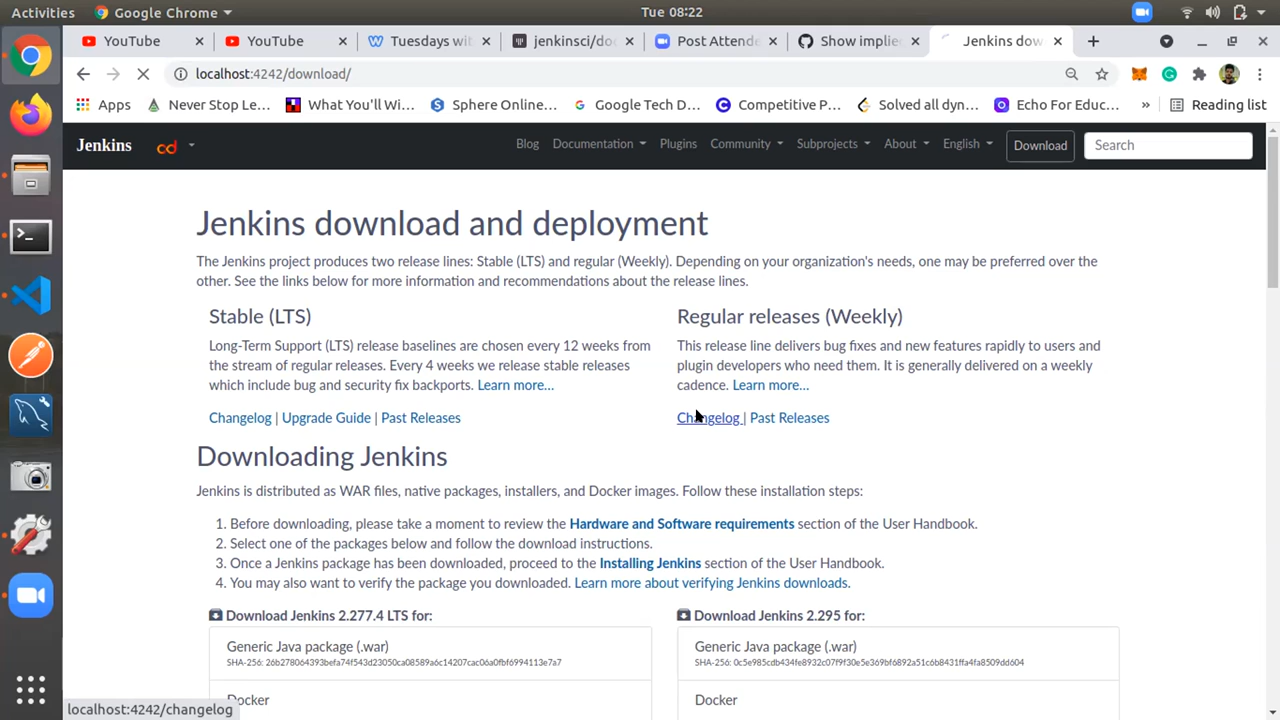 Activities
Google Chrome
Tue 08:22
YouTube
YouTube
Tuesdays wit
jenkinsci/do
Post Attende
Show implie
Jenkins dow
localhost:4242/download/
Apps
Never Stop Le...
What You'll Wi...
Sphere Online...
Google Tech D...
Competitive P...
Solved all dyn...
Echo For Educ...
»
Reading list
Jenkins
cd
Blog
Documentation
Plugins
Community
Subprojects
About
English
Download
Search
Jenkins download and deployment
The Jenkins project produces two release lines: Stable (LTS) and regular (Weekly). Depending on your organization's needs, one may be preferred over the
other. See the links below for more information and recommendations about the release lines.
Stable (LTS)
Long-Term Support (LTS) release baselines are chosen every 12 weeks from
the stream of regular releases. Every 4 weeks we release stable releases
which include bug and security fix backports. Learn more...
Changelog | Upgrade Guide | Past Releases
Regular releases (Weekly)
This release line delivers bug fixes and new features rapidly to users and
plugin developers who need them. It is generally delivered on a weekly
cadence. Learn more...
Changelog | Past Releases
Downloading Jenkins
Jenkins is distributed as WAR files, native packages, installers, and Docker images. Follow these installation steps:
1. Before downloading, please take a moment to review the Hardware and Software requirements section of the User Handbook.
2. Select one of the packages below and follow the download instructions.
3. Once a Jenkins package has been downloaded, proceed to the Installing Jenkins section of the User Handbook.
4. You may also want to verify the package you downloaded. Learn more about verifying Jenkins downloads.
Download Jenkins 2.277.4 LTS for:
Generic Java package (.war)
SHA-256: 26b278064393befa74f543d23050ca08589a6c14207cac06a0fbf6994113e7a7
Docker
Download Jenkins 2.295 for:
Generic Java package (.war)
SHA-256: 0c5e985cdb434fe8932c07f9f30e5e369bf6892a51c6b8431ffa4fa8509dd604
Docker
localhost:4242/changelog